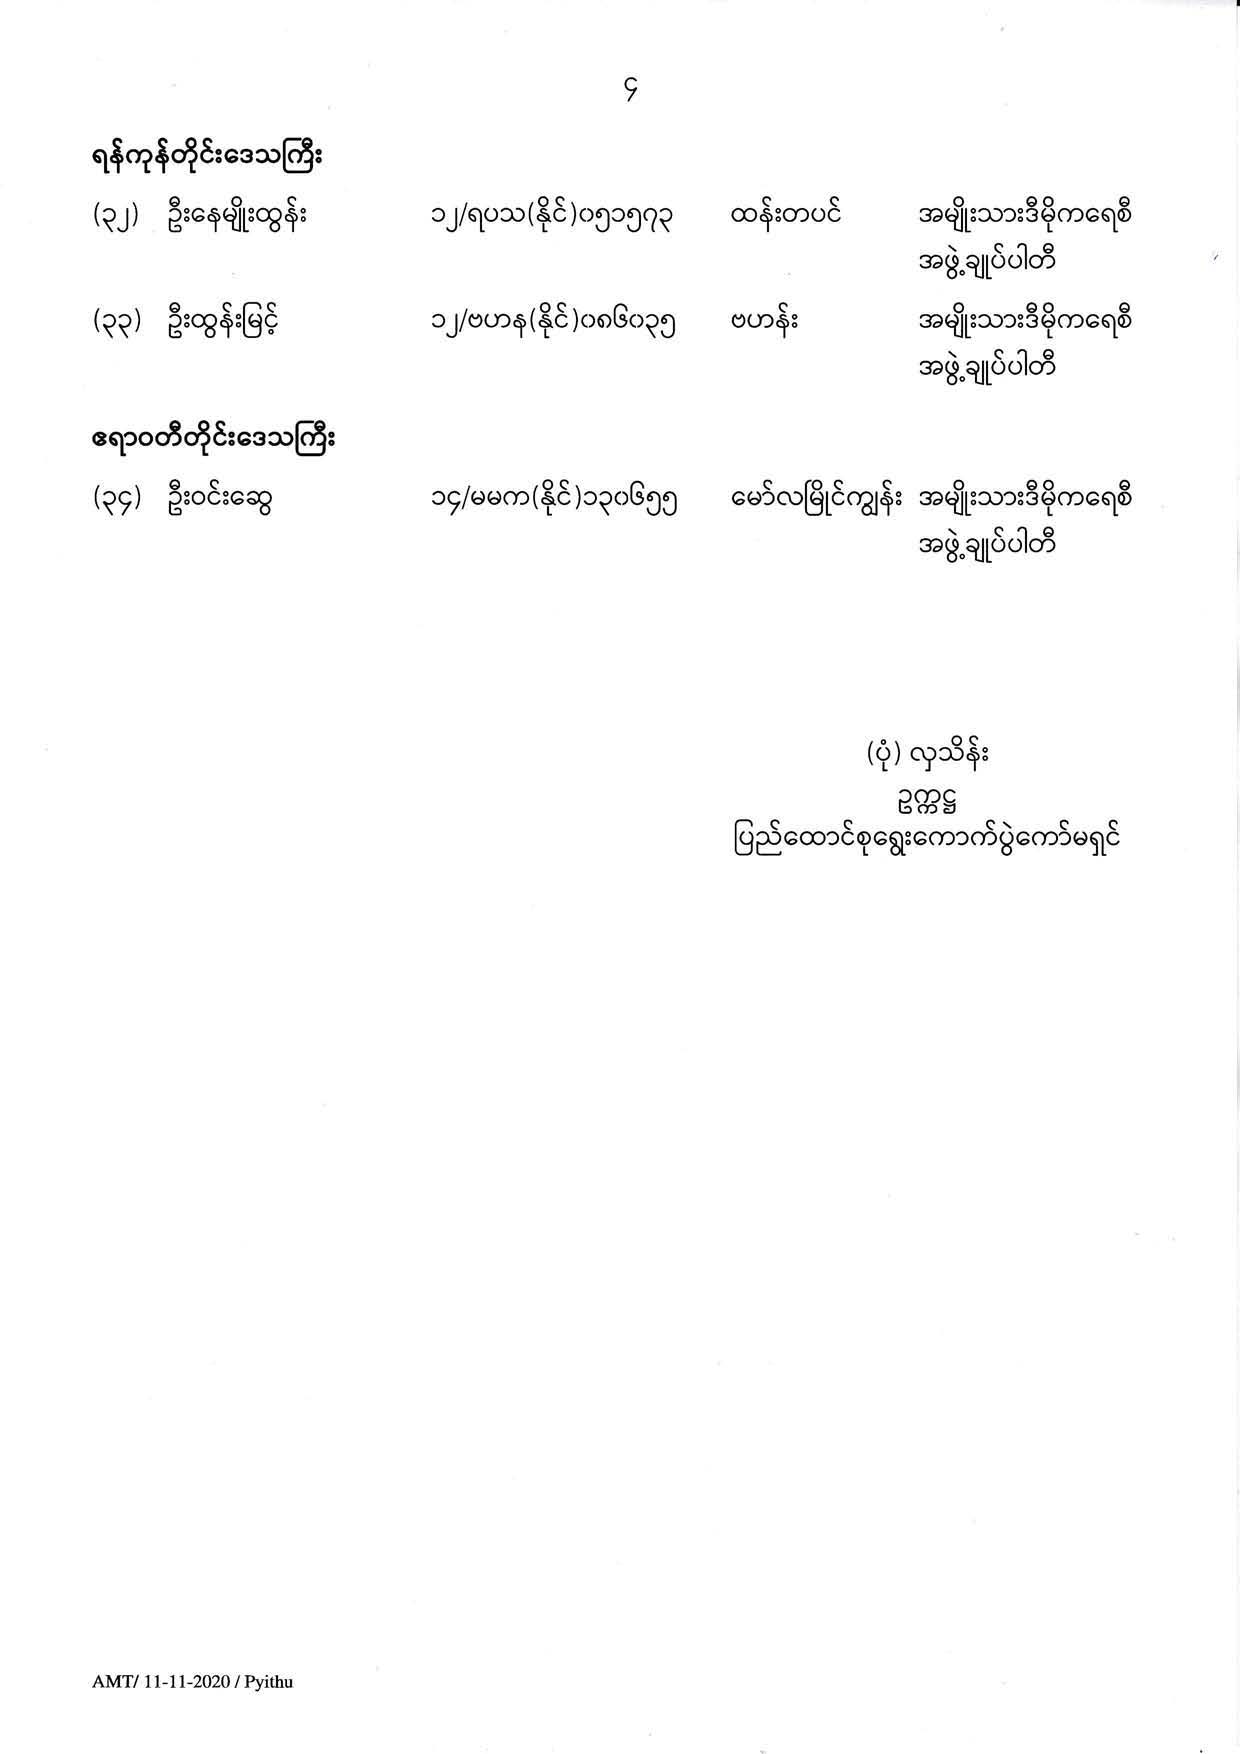 ၄
ရန်ကုန်တိုင်းဒေသကြီး
(၃၂) ဦးနေမျိုးထွန်း ၁၂/ရပသ(နိုင်)၀၅၁၅၇၃ ထန်းတပင် အမျိုးသားဒီမိုကရေစီ
အဖွဲ့ချုပ်ပါတီ
(၃၃) ဦးထွန်းမြင့် ၁၂/ဗဟန(နိုင်)၀၈၆၀၃၅ ဗဟန်း အမျိုးသားဒီမိုကရေစီ
အဖွဲ့ချုပ်ပါတီ
ဧရာဝတီတိုင်းဒေသကြီး
(၃၄) ဦးဝင်းဆွေ ၁၄/မမက(နိုင်)၁၃၀၆၅၅ မော်လမြိုင်ကျွန်း အမျိုးသားဒီမိုကရေစီ
အဖွဲ့ချုပ်ပါတီ
(ပုံ) လှသိန်း
ဥက္ကဋ္ဌ
ပြည်ထောင်စုရွေးကောက်ပွဲကော်မရှင်
AMT/ 11-11-2020 / Pyithu